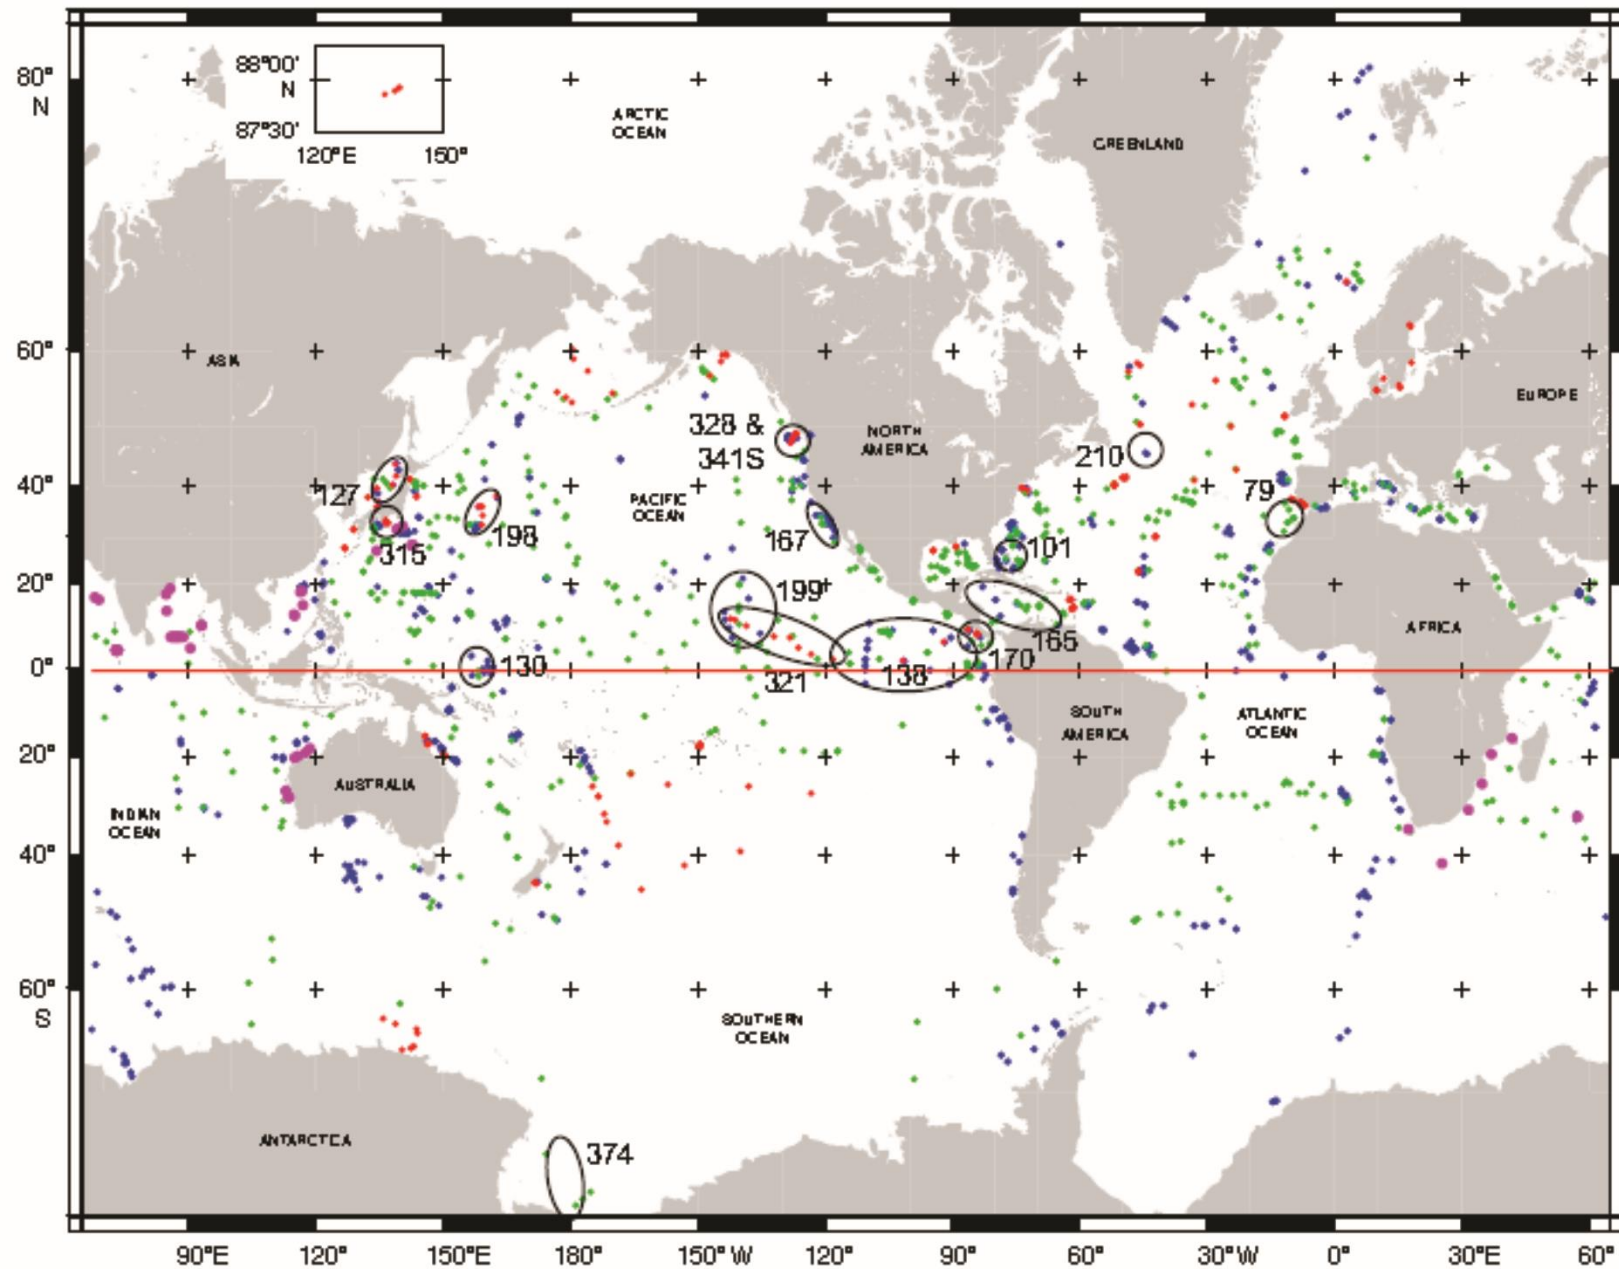 80°
N
88°00'
N
87°30'
120°E
150°
ARCTIC
OCEAN
GREENLAND
60°
ASIA
EUROPE
328 &
341S
NORTH
AMERICA
210
40°
127
PACIFIC
OCEAN
79
315
198
167
101
20°
199
165
AFRICA
0°
130
321
138
170
SOUTH
AMERICA
ATLANTIC
OCEAN
20°
AUSTRALIA
INDIAN
OCEAN
40°
60°
S
SOUTHERN
OCEAN
ANTARCTICA
374
90°E
120°
150°E
180°
150°W
120°
90°
60°
30°W
0°
30°E
60°